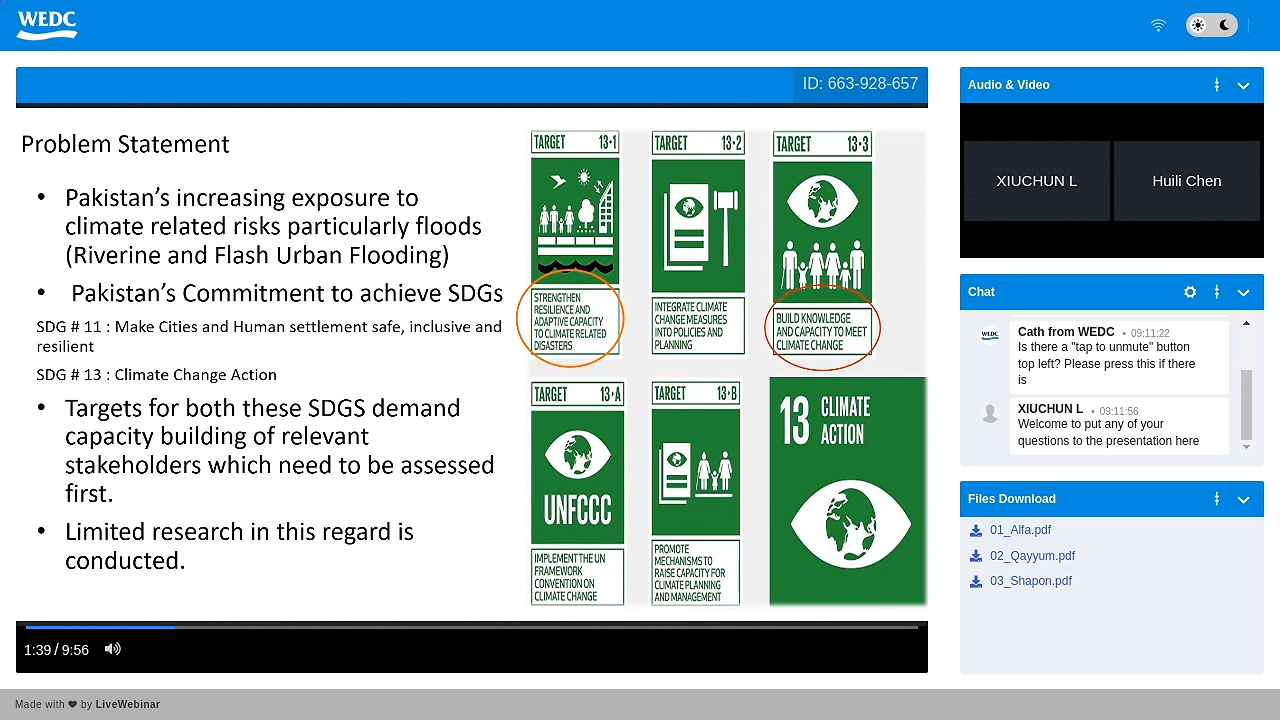 WEDC
ID: 663-928-657
Problem Statement
• Pakistan’s increasing exposure to
climate related risks particularly floods
(Riverine and Flash Urban Flooding)
• Pakistan’s Commitment to achieve SDGs
SDG # 11 : Make Cities and Human settlement safe, inclusive and
resilient
SDG # 13 : Climate Change Action
• Targets for both these SDGS demand
capacity building of relevant
stakeholders which need to be assessed
first.
• Limited research in this regard is
conducted.
TARGET 13·1
STRENGTHEN
RESILIENCE AND
ADAPTIVE CAPACITY
TO CLIMATE RELATED
DISASTERS
TARGET 13·2
INTEGRATE CLIMATE
CHANGE MEASURES
INTO POLICIES AND
PLANNING
TARGET 13·3
BUILD KNOWLEDGE
AND CAPACITY TO MEET
CLIMATE CHANGE
TARGET 13·A
UNFCCC
IMPLEMENT THE UN
FRAMEWORK
CONVENTION ON
CLIMATE CHANGE
TARGET 13·B
PROMOTE
MECHANISMS TO
RAISE CAPACITY FOR
CLIMATE PLANNING
AND MANAGEMENT
13 CLIMATE
ACTION
1:39 / 9:56
Audio & Video
XIUCHUN L
Huili Chen
Chat
WEDC
Cath from WEDC • 09:11:22
Is there a "tap to unmute" button
top left? Please press this if there
is
XIUCHUN L • 09:11:56
Welcome to put any of your
questions to the presentation here
Files Download
01_Alfa.pdf
02_Qayyum.pdf
03_Shapon.pdf
Made with ❤ by LiveWebinar